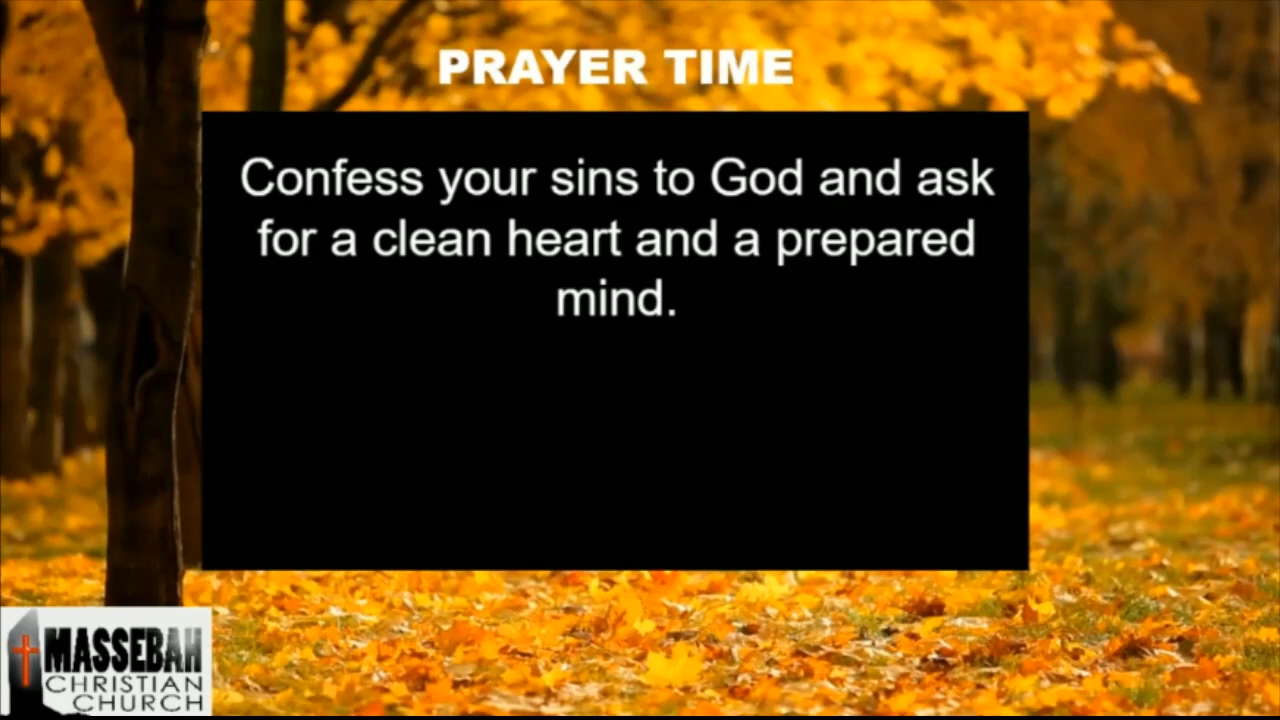 PRAYER TIME
Confess your sins to God and ask
for a clean heart and a prepared
mind.
MASSEBAH
CHRISTIAN
CHURCH